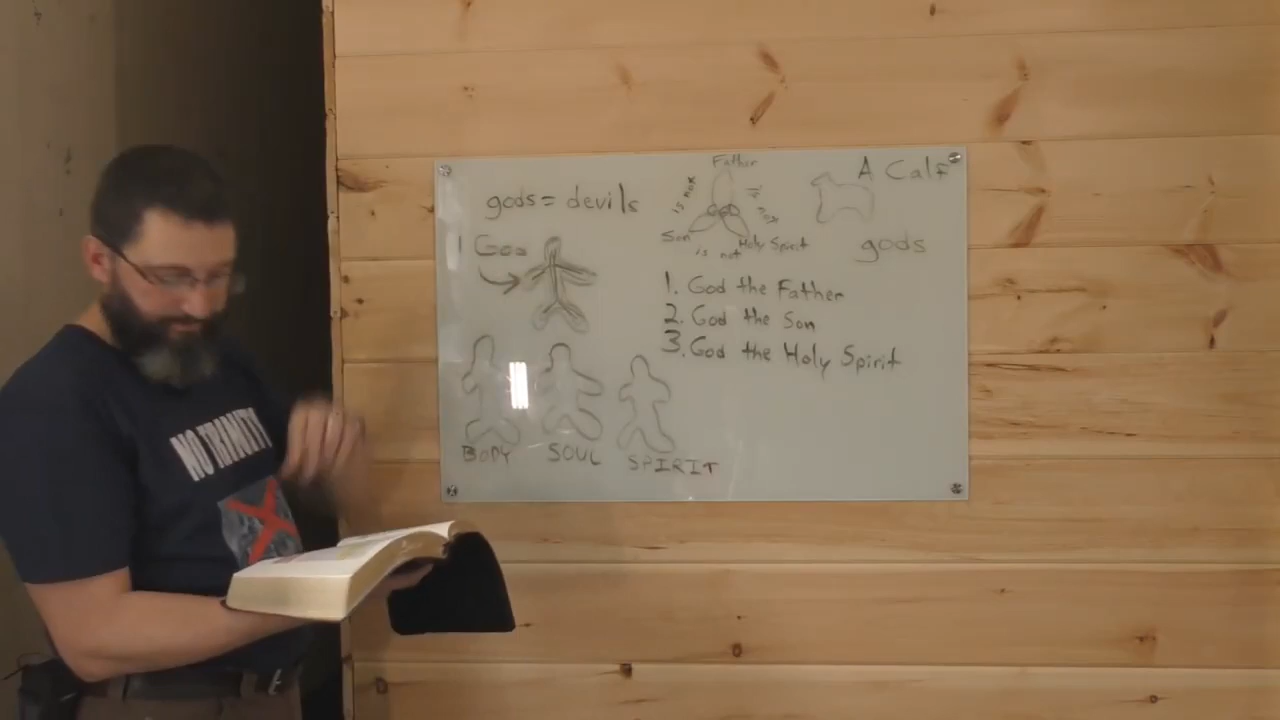 NO TRINITY
gods = devils
1 God
BODY SOUL SPIRIT
Father
is not
is not
Son
is not
Holy Spirit
A Calf
gods
1. God the Father
2. God the Son
3. God the Holy Spirit